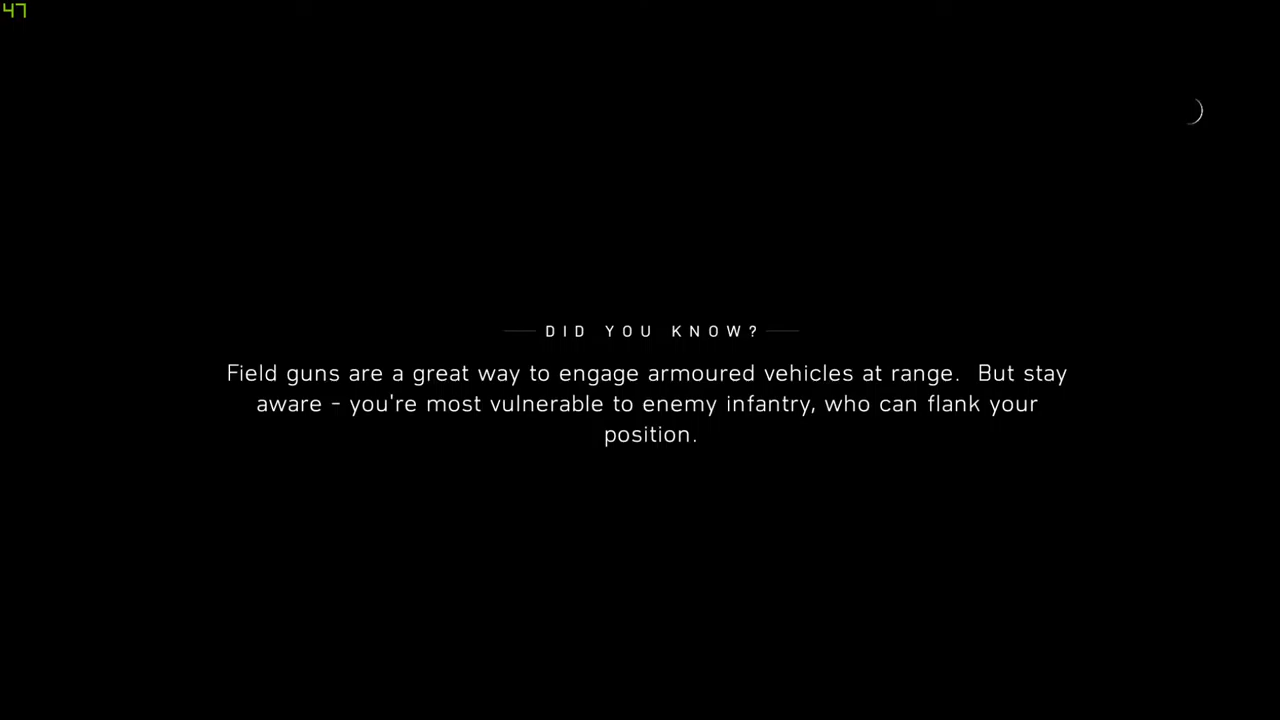 47
DID YOU KNOW?
Field guns are a great way to engage armoured vehicles at range.  But stay
aware - you're most vulnerable to enemy infantry, who can flank your
position.